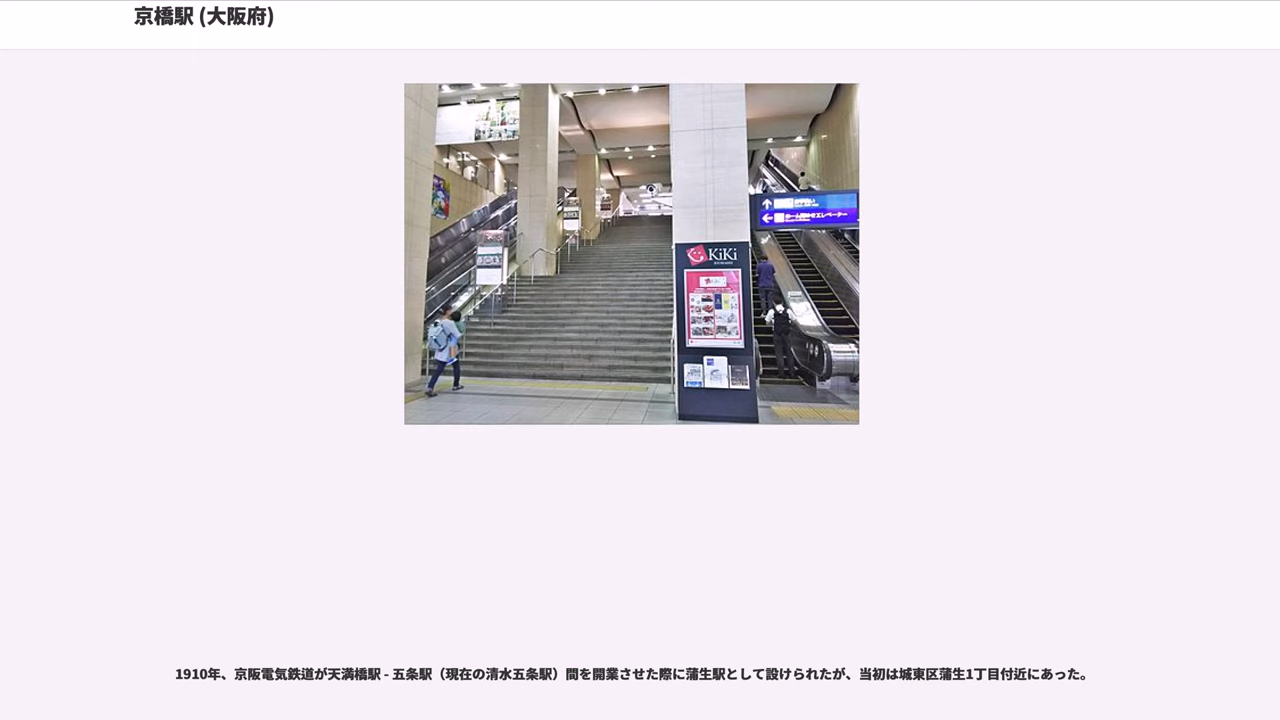 京橋駅 (大阪府)
KiKi
1910年、京阪電気鉄道が天満橋駅 - 五条駅（現在の清水五条駅）間を開業させた際に蒲生駅として設けられたが、当初は城東区蒲生1丁目付近にあった。